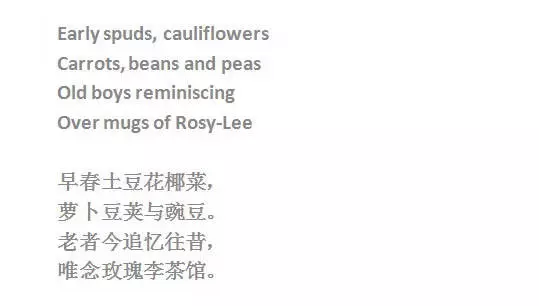 Early spuds, cauliflowers
Carrots, beans and peas
Old boys reminiscing
Over mugs of Rosy-Lee
早春土豆花椰菜，
萝卜豆荚与豌豆。
老者今追忆往昔，
唯念玫瑰李茶馆。